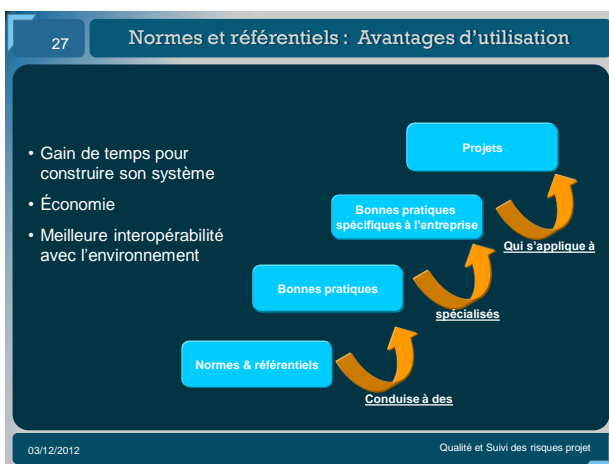 27
Normes et référentiels : Avantages d'utilisation
• Gain de temps pour
construire son système
• Économie
• Meilleure interopérabilité
avec l'environnement
Projets
Bonnes pratiques
spécifiques à l'entreprise
Qui s'applique à
Bonnes pratiques
spécialisés
Normes & référentiels
Conduise à des
03/12/2012
Qualité et Suivi des risques projet